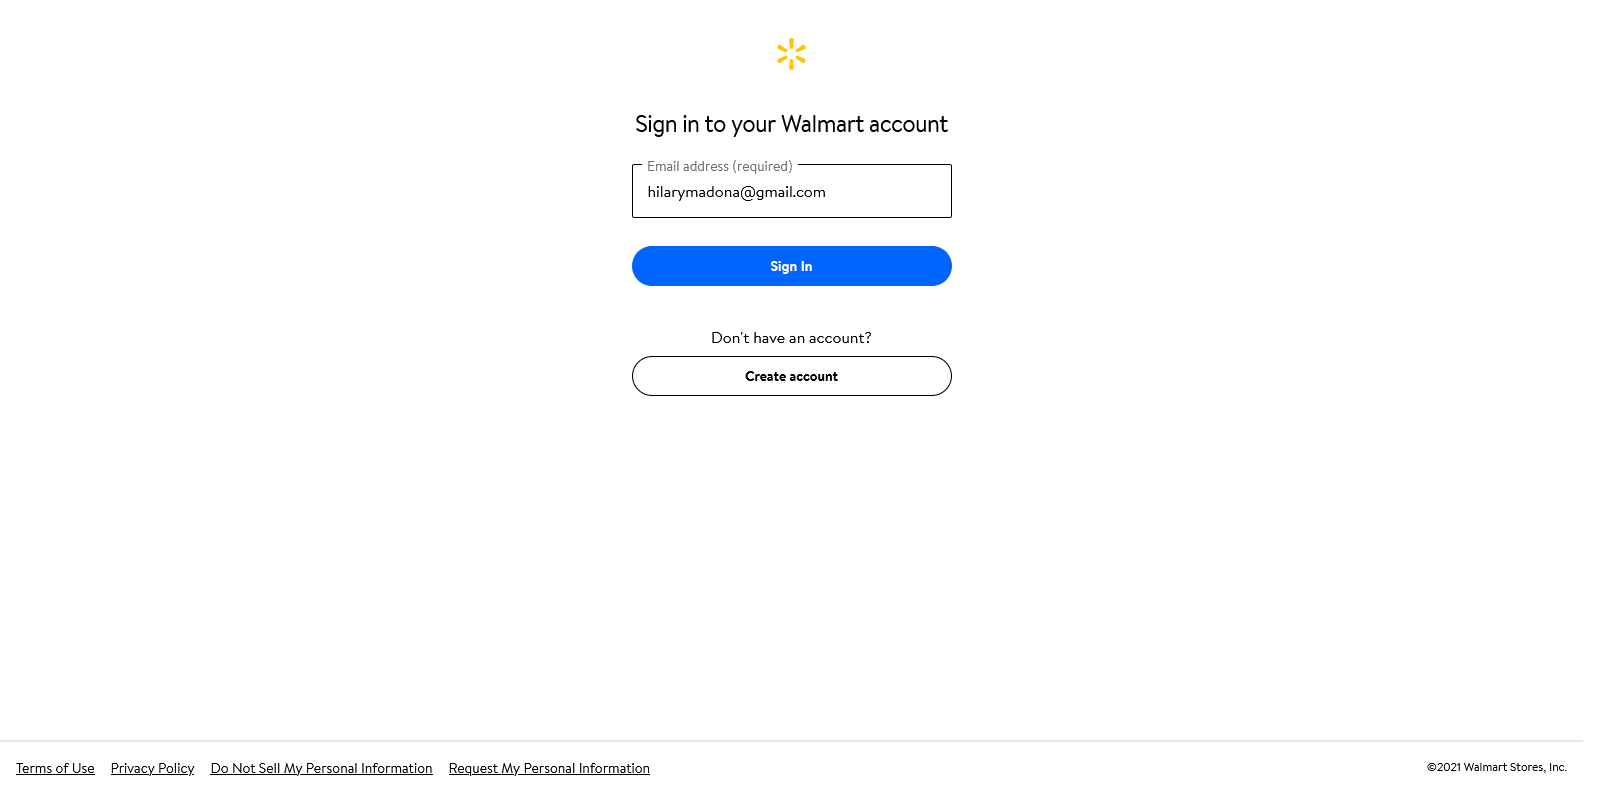 Sign in to your Walmart account
Email address (required)
hilarymadona@gmail.com
Sign In
Don't have an account?
Create account
Terms of Use Privacy Policy Do Not Sell My Personal Information Request My Personal Information ©2021 Walmart Stores, Inc.